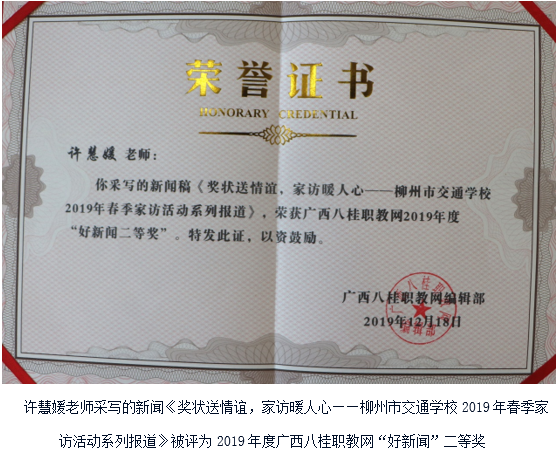 荣誉证书
HONORARY CREDENTIAL
许慧媛 老师：
你采写的新闻稿《奖状送情谊，家访暖人心——柳州市交通学校
2019年春季家访活动系列报道》，荣获广西八桂职教网2019年度
“好新闻二等奖”。特发此证，以资鼓励。
广西八桂职教网编辑部
2019年12月18日
许慧媛老师采写的新闻《奖状送情谊，家访暖人心——柳州市交通学校 2019 年春季家
访活动系列报道》被评为 2019 年度广西八桂职教网“好新闻”二等奖